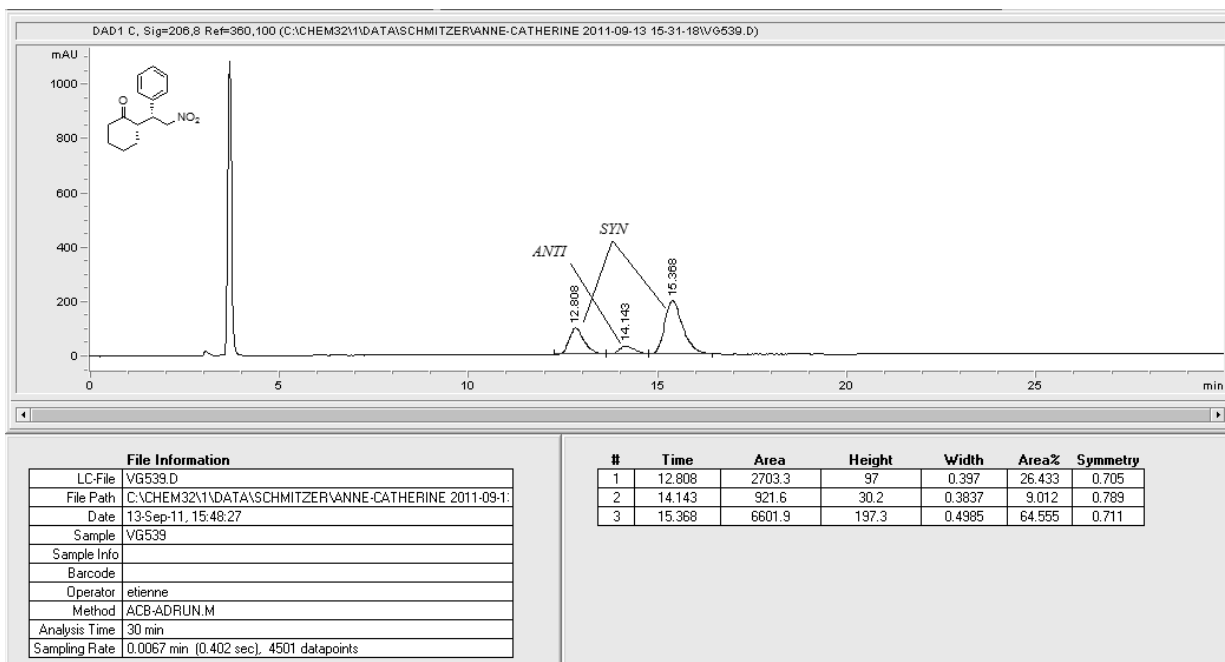 DAD1 C, Sig=206,8 Ref=360,100 (C:\CHEM32\1\DATA\SCHMITZER\ANNE-CATHERINE 2011-09-13 15-31-18\VG539.D)
mAU
1000
800
600
400
200
0
O
NO2
ANTI
SYN
12.808
14.143
15.368
0 5 10 15 20 25 min
File Information
LC-File VG539.D
File Path C:\CHEM32\1\DATA\SCHMITZER\ANNE-CATHERINE 2011-09-1
Date 13-Sep-11, 15:48:27
Sample VG539
Sample Info
Barcode
Operator etienne
Method ACB-ADRUN.M
Analysis Time 30 min
Sampling Rate 0.0067 min (0.402 sec), 4501 datapoints
# Time Area Height Width Area% Symmetry
1 12.808 2703.3 97 0.397 26.433 0.705
2 14.143 921.6 30.2 0.3837 9.012 0.789
3 15.368 6601.9 197.3 0.4985 64.555 0.711